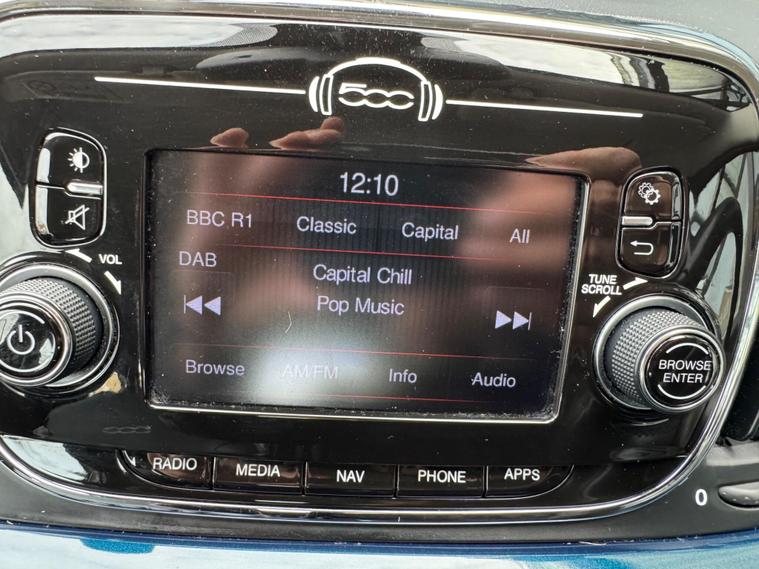 500
12:10
BBC R1 Classic Capital All
DAB
Capital Chill
Pop Music
Browse AM/FM Info Audio
VOL
TUNE
SCROLL
BROWSE
ENTER
RADIO MEDIA NAV PHONE APPS
0